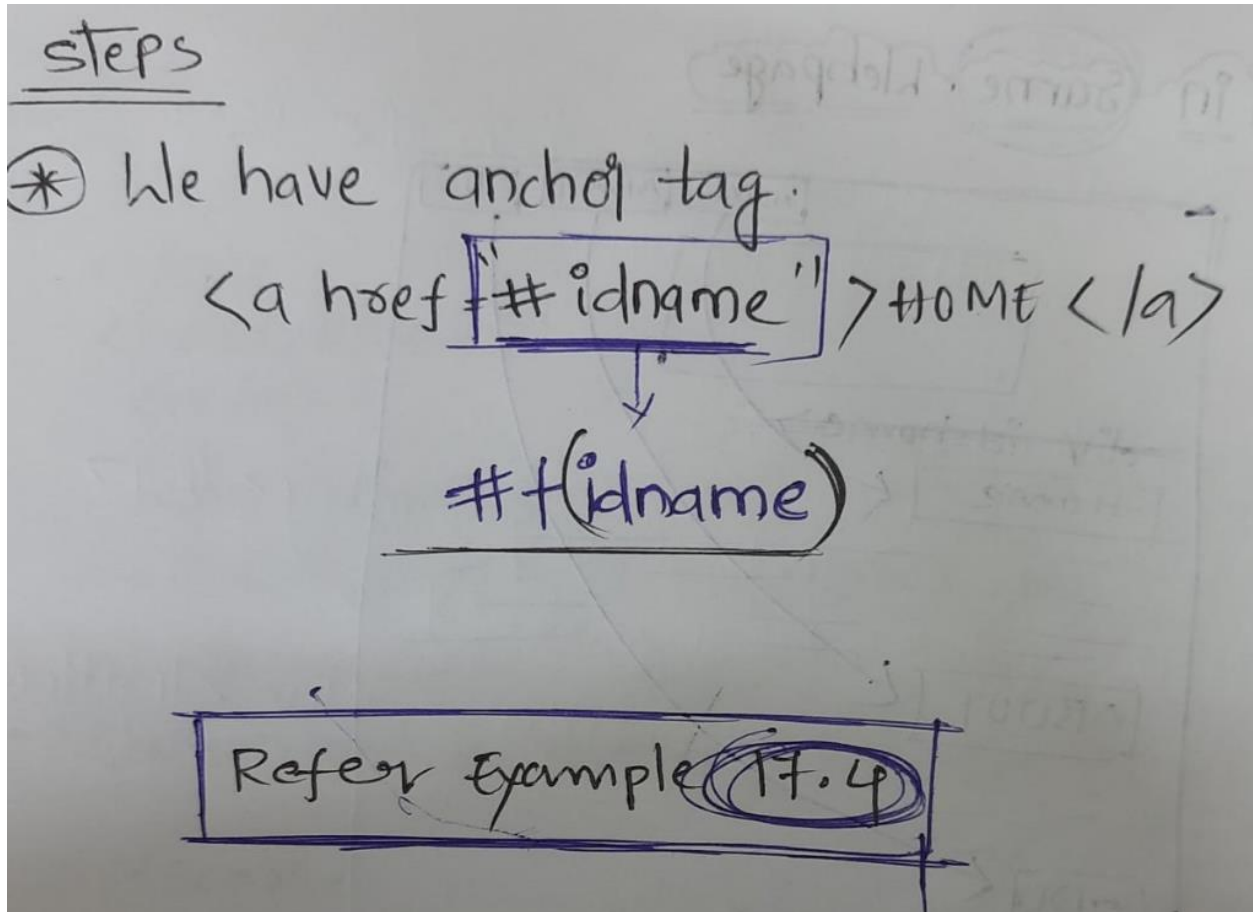 steps
* We have anchor tag.
<a href="#idname">HOME</a>
#+(idname)
Refer Example 17.4